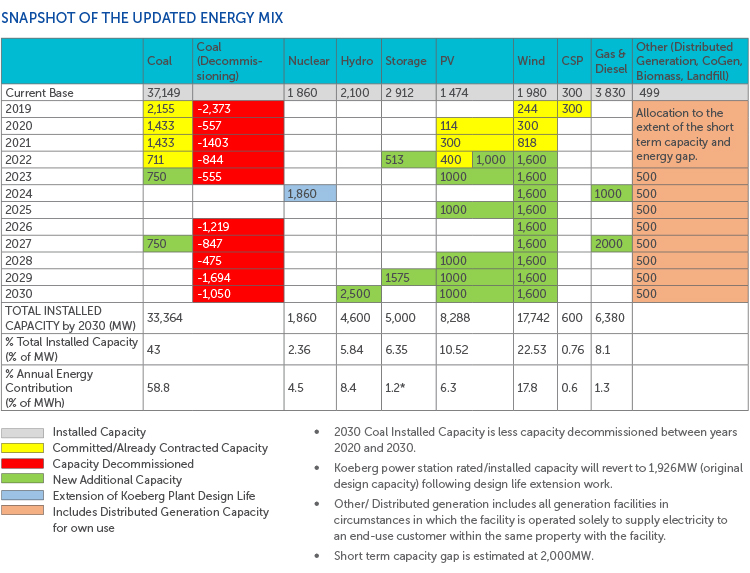 SNAPSHOT OF THE UPDATED ENERGY MIX
Coal Coal (Decommis-sioning) Nuclear Hydro Storage PV Wind CSP Gas & Diesel Other (Distributed Generation, CoGen, Biomass, Landfill)
Current Base 37,149 1 860 2,100 2 912 1 474 1 980 300 3 830 499
2019 2,155 -2,373 244 300 Allocation to the
2020 1,433 -557 114 300 extent of the short
2021 1,433 -1403 300 818 term capacity and
2022 711 -844 513 400 1,000 1,600 energy gap.
2023 750 -555 1000 1,600 500
2024 1,860 1,600 1000 500
2025 1000 1,600 500
2026 -1,219 1,600 500
2027 750 -847 1,600 2000 500
2028 -475 1000 1,600 500
2029 -1,694 1575 1000 1,600 500
2030 -1,050 2,500 1000 1,600 500
TOTAL INSTALLED
CAPACITY by 2030 (MW) 33,364 1,860 4,600 5,000 8,288 17,742 600 6,380
% Total Installed Capacity
(% of MW) 43 2.36 5.84 6.35 10.52 22.53 0.76 8.1
% Annual Energy
Contribution 58.8 4.5 8.4 1.2* 6.3 17.8 0.6 1.3
(% of MWh)
Installed Capacity
Committed/Already Contracted Capacity
Capacity Decommissioned
New Additional Capacity
Extension of Koeberg Plant Design Life
Includes Distributed Generation Capacity
for own use
• 2030 Coal Installed Capacity is less capacity decommissioned between years
2020 and 2030.
• Koeberg power station rated/installed capacity will revert to 1,926MW (original
design capacity) following design life extension work.
• Other/ Distributed generation includes all generation facilities in
circumstances in which the facility is operated solely to supply electricity to
an end-use customer within the same property with the facility.
• Short term capacity gap is estimated at 2,000MW.